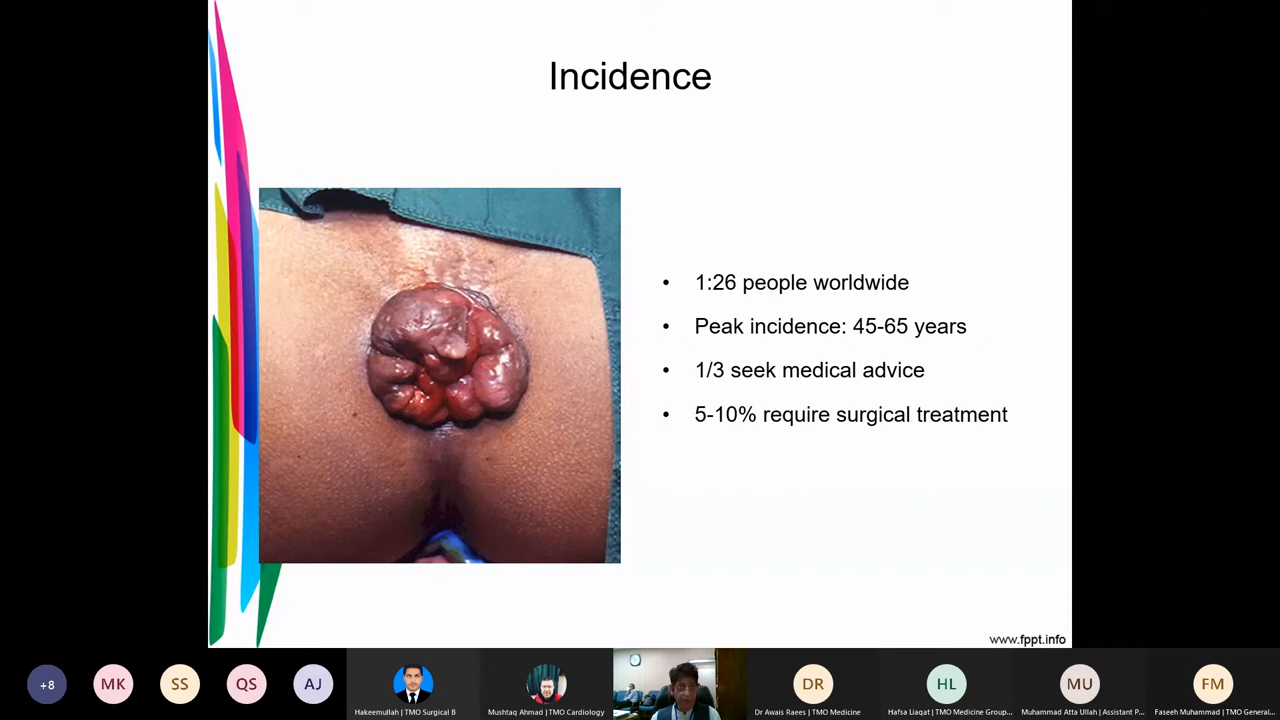 Incidence
• 1:26 people worldwide
• Peak incidence: 45-65 years
• 1/3 seek medical advice
• 5-10% require surgical treatment
www.fppt.info
+8
MK
SS
QS
AJ
Hakeemullah | TMO Surgical B
Mushtaq Ahmad | TMO Cardiology
DR
Dr Awais Raees | TMO Medicine
HL
Hafsa Liaqat | TMO Medicine Group...
MU
Muhammad Atta Ullah | Assistant P...
FM
Faseeh Muhammad | TMO General...